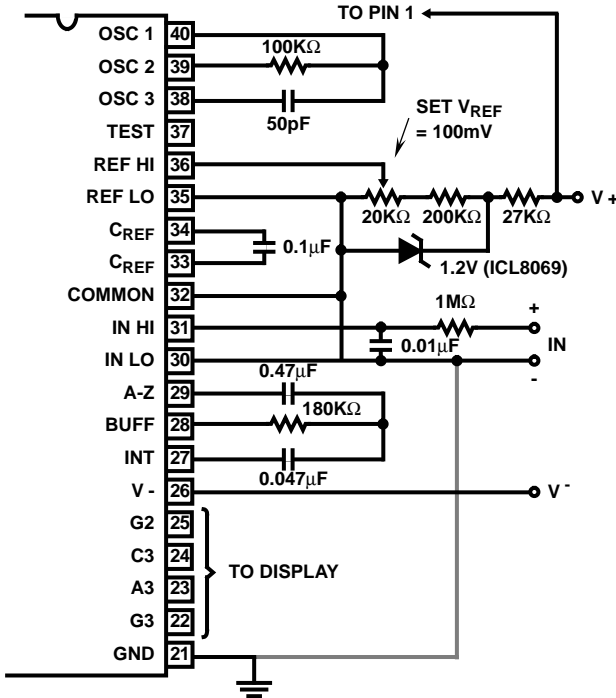 TO PIN 1
OSC 1 40
100KΩ
OSC 2 39
OSC 3 38
50pF
TEST 37
SET VREF
= 100mV
REF HI 36
REF LO 35
V +
20KΩ 200KΩ 27KΩ
CREF 34
0.1µF
CREF 33
1.2V (ICL8069)
COMMON 32
1MΩ
+
IN HI 31
0.01µF
IN
IN LO 30
-
0.47µF
A-Z 29
180KΩ
BUFF 28
INT 27
0.047µF
V - 26
V -
G2 25
C3 24
TO DISPLAY
A3 23
G3 22
GND 21